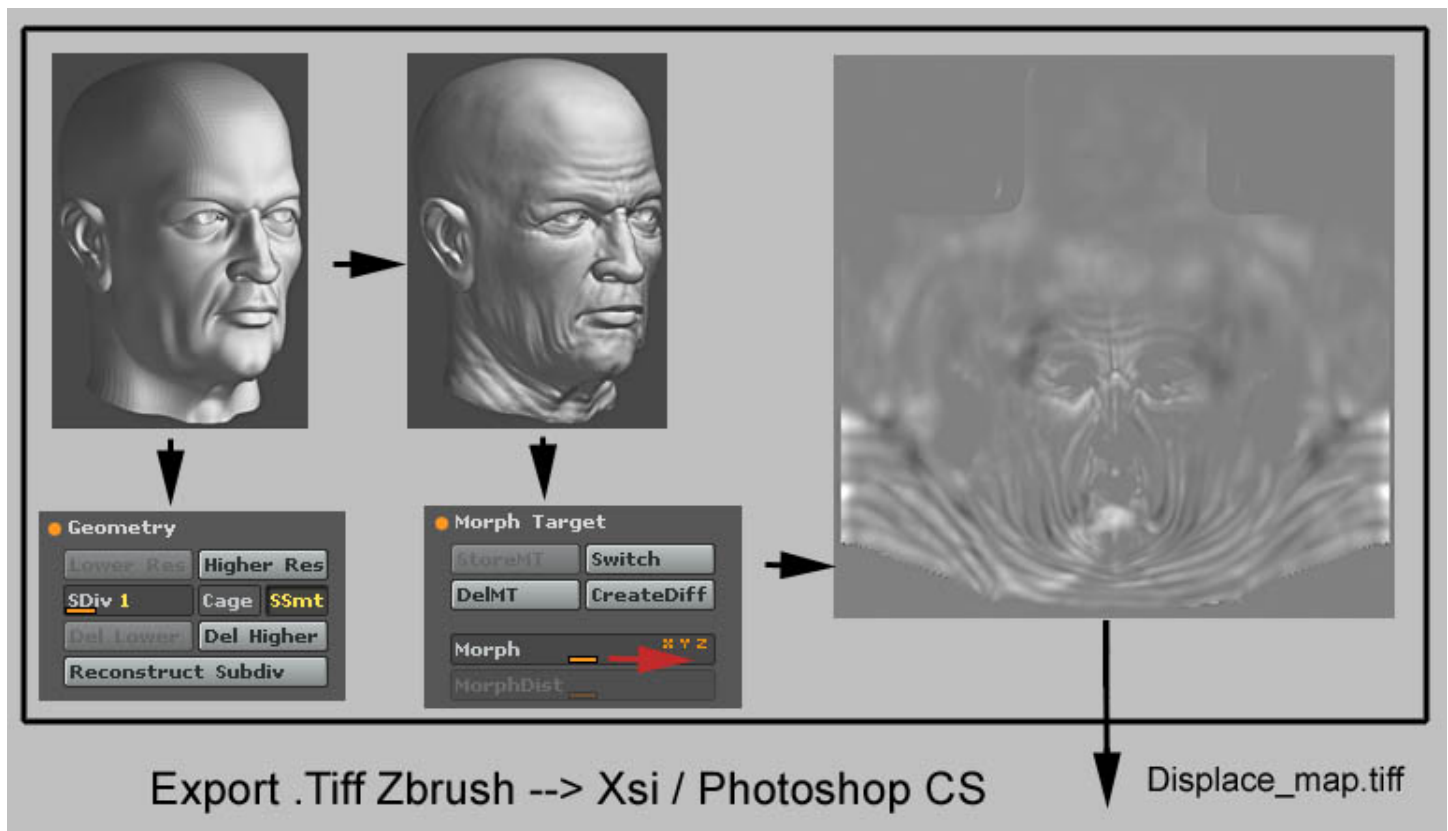 Geometry
Lower Res Higher Res
SDiv 1 Cage SSmt
Del Lower Del Higher
Reconstruct Subdiv
Morph Target
StoreMT Switch
DelMT CreateDiff
Morph X Y Z
MorphDist
Export .Tiff Zbrush --> Xsi / Photoshop CS
Displace_map.tiff